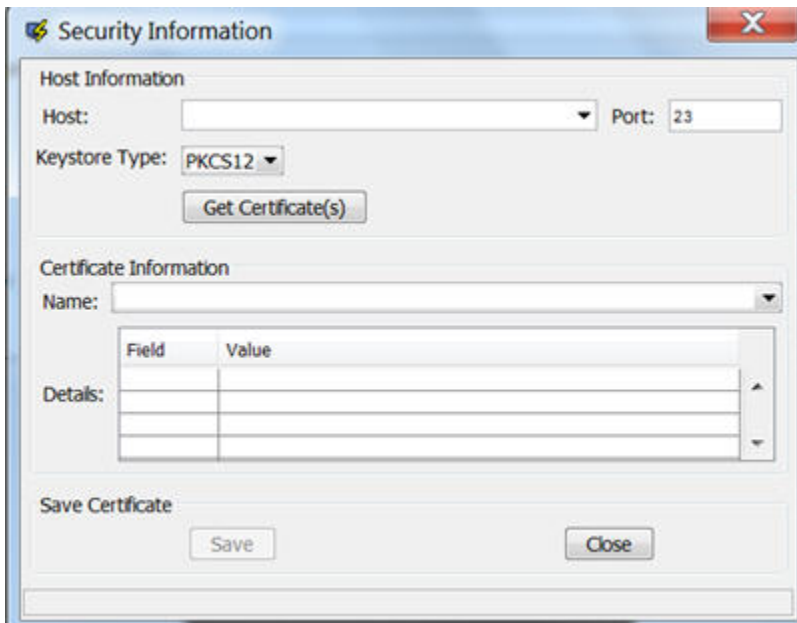 Security Information
Host Information
Host: Port: 23
Keystore Type: PKCS12
Get Certificate(s)
Certificate Information
Name:
Field Value
Details:
Save Certificate
Save Close